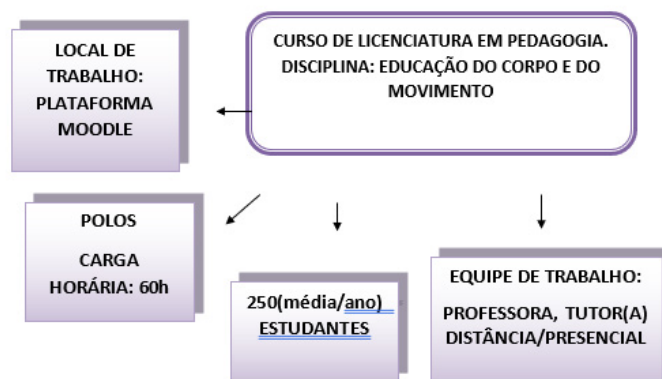 LOCAL DE
TRABALHO:
PLATAFORMA
MOODLE
CURSO DE LICENCIATURA EM PEDAGOGIA.
DISCIPLINA: EDUCAÇÃO DO CORPO E DO
MOVIMENTO
POLOS
CARGA
HORÁRIA: 60h
250(média/ano)
ESTUDANTES
EQUIPE DE TRABALHO:
PROFESSORA, TUTOR(A)
DISTÂNCIA/PRESENCIAL